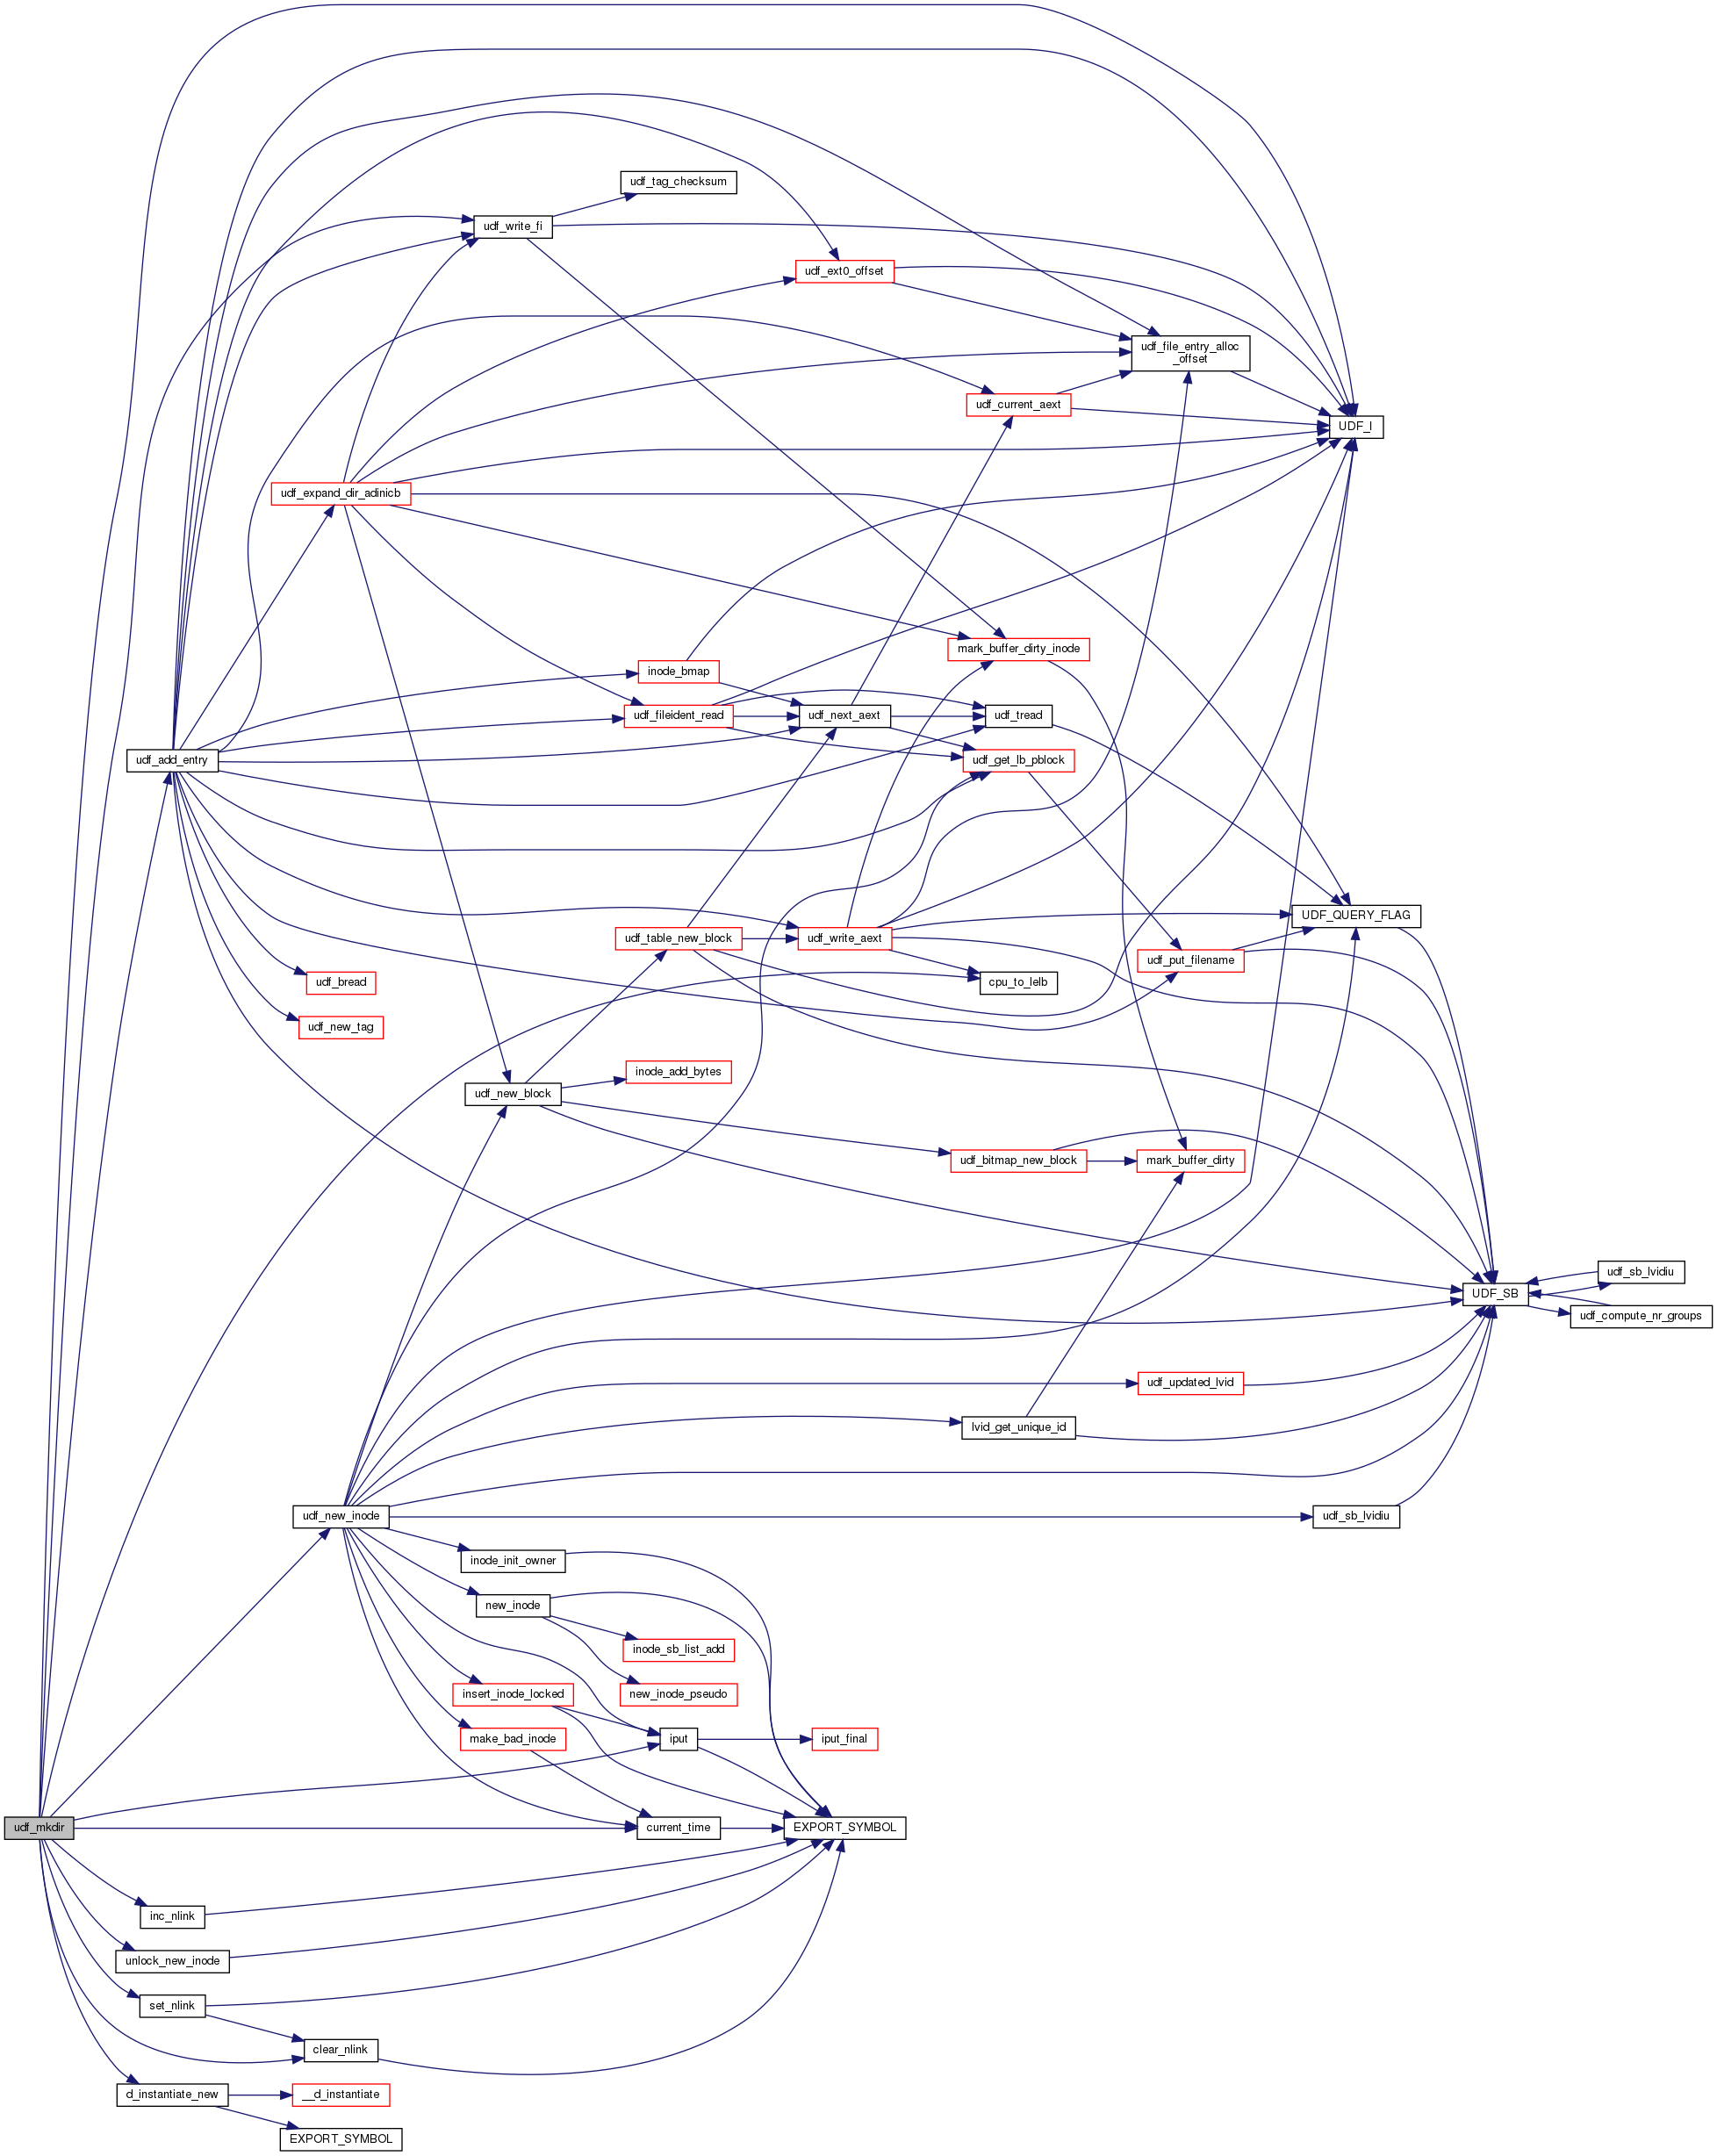 udf_tag_checksum
udf_write_fi
udf_ext0_offset
udf_file_entry_alloc
_offset
udf_current_aext
UDF_I
udf_expand_dir_adinicb
mark_buffer_dirty_inode
inode_bmap
udf_fileident_read
udf_next_aext
udf_tread
udf_add_entry
udf_get_lb_pblock
UDF_QUERY_FLAG
udf_table_new_block
udf_write_aext
udf_put_filename
udf_bread
cpu_to_lelb
udf_new_tag
inode_add_bytes
udf_new_block
udf_bitmap_new_block
mark_buffer_dirty
udf_sb_lvidiu
UDF_SB
udf_compute_nr_groups
udf_updated_lvid
lvid_get_unique_id
udf_new_inode
udf_sb_lvidiu
inode_init_owner
new_inode
inode_sb_list_add
insert_inode_locked
new_inode_pseudo
make_bad_inode
iput
iput_final
udf_mkdir
current_time
EXPORT_SYMBOL
inc_nlink
unlock_new_inode
set_nlink
clear_nlink
d_instantiate_new
__d_instantiate
EXPORT_SYMBOL